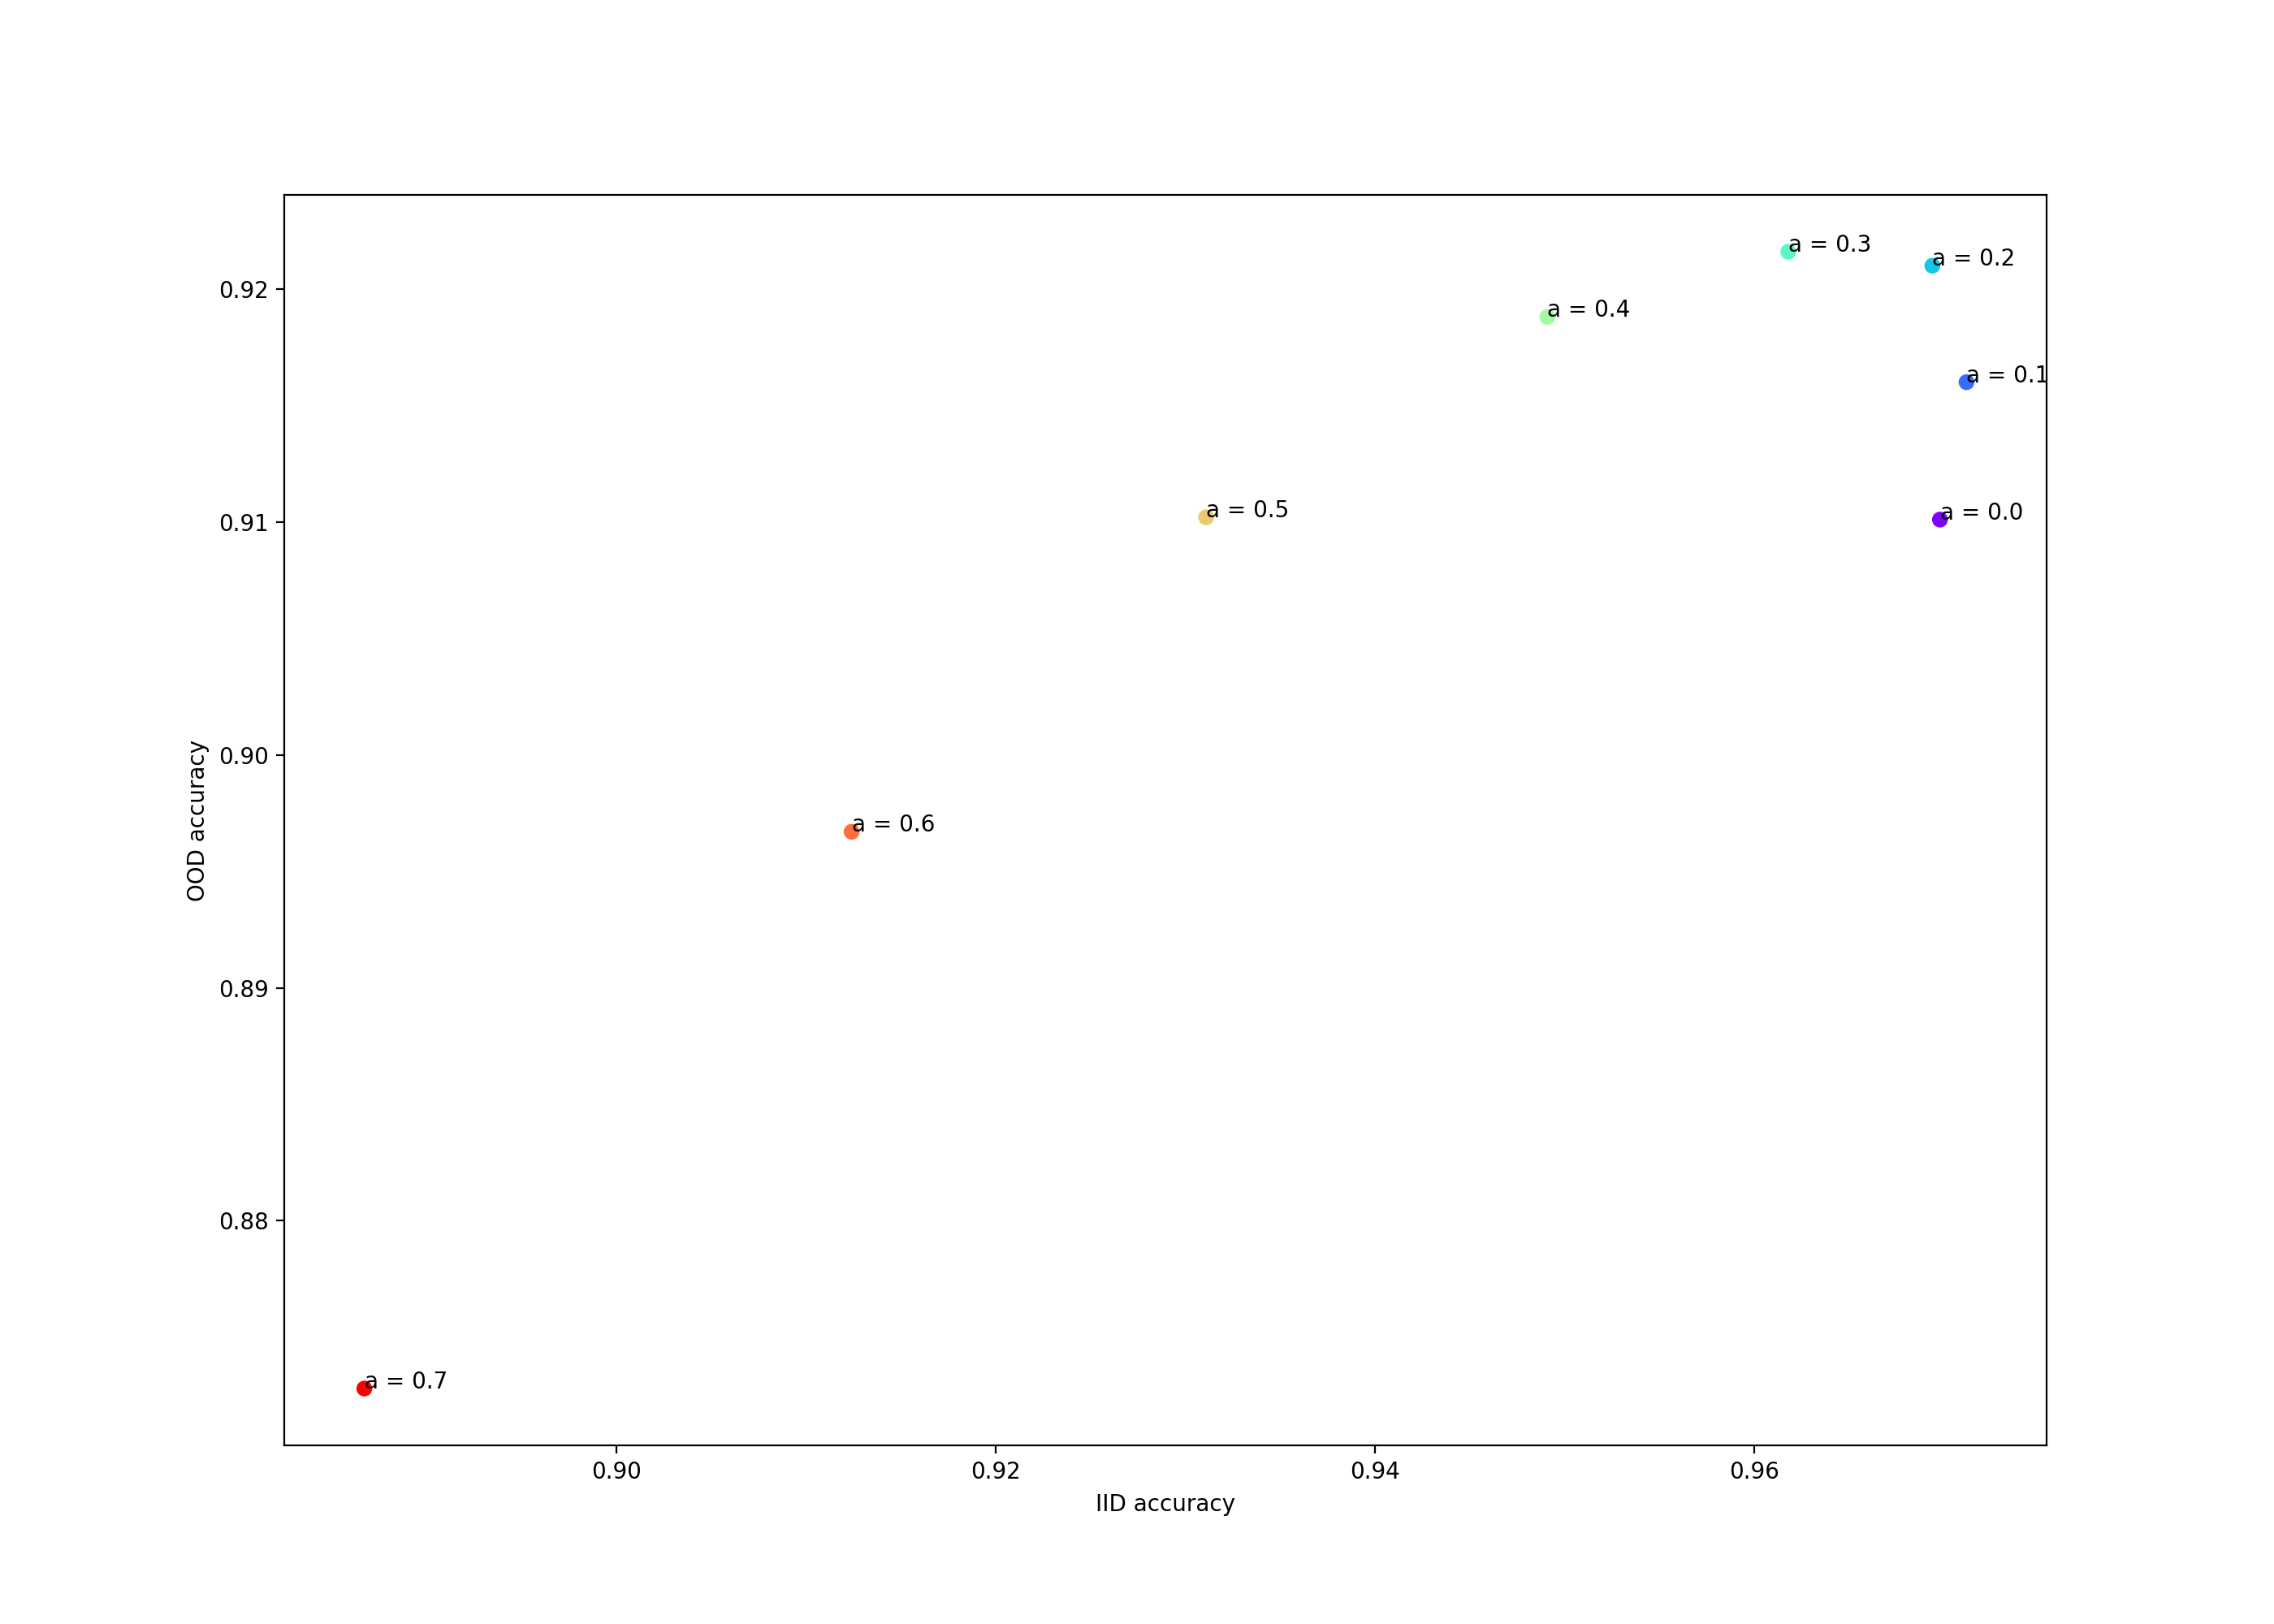 a = 0.3
a = 0.2
0.92
a = 0.4
a = 0.1
a = 0.5
0.91
a = 0.0
0.90
OOD accuracy
a = 0.6
0.89
0.88
a = 0.7
0.90
0.92
0.94
0.96
IID accuracy